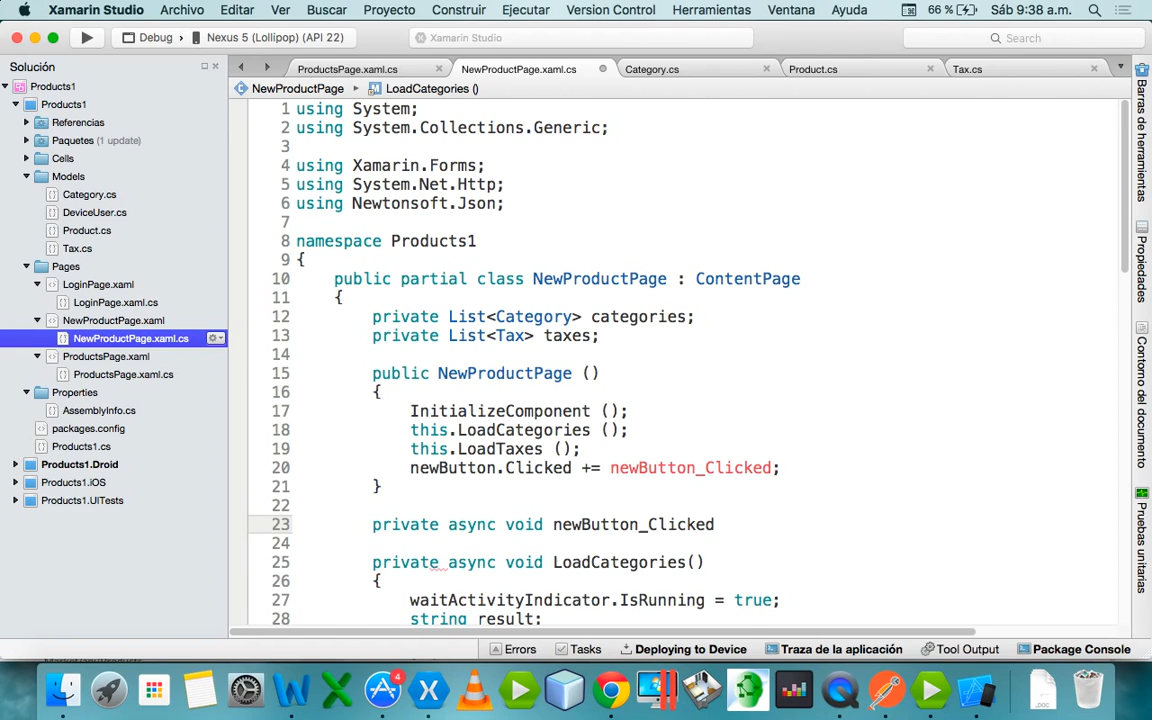 Xamarin Studio Archivo Editar Ver Buscar Proyecto Construir Ejecutar Version Control Herramientas Ventana Ayuda 66 % Sáb 9:38 a.m.
Debug Nexus 5 (Lollipop) (API 22) Xamarin Studio Search
Solución
Products1
Products1
Referencias
Paquetes (1 update)
Cells
Models
Category.cs
DeviceUser.cs
Product.cs
Tax.cs
Pages
LoginPage.xaml
LoginPage.xaml.cs
NewProductPage.xaml
NewProductPage.xaml.cs
ProductsPage.xaml
ProductsPage.xaml.cs
Properties
AssemblyInfo.cs
packages.config
Products1.cs
Products1.Droid
Products1.iOS
Products1.UITests
ProductsPage.xaml.cs NewProductPage.xaml.cs Category.cs Product.cs Tax.cs
NewProductPage LoadCategories ()
1 using System;
2 using System.Collections.Generic;
3
4 using Xamarin.Forms;
5 using System.Net.Http;
6 using Newtonsoft.Json;
7
8 namespace Products1
9 {
10 public partial class NewProductPage : ContentPage
11 {
12 private List<Category> categories;
13 private List<Tax> taxes;
14
15 public NewProductPage ()
16 {
17 InitializeComponent ();
18 this.LoadCategories ();
19 this.LoadTaxes ();
20 newButton.Clicked += newButton_Clicked;
21 }
22
23 private async void newButton_Clicked
24
25 private async void LoadCategories()
26 {
27 waitActivityIndicator.IsRunning = true;
28 string result;
Barras de herramientas
Propiedades
Contorno del documento
Pruebas unitarias
Errors Tasks Deploying to Device Traza de la aplicación Tool Output Package Console
4